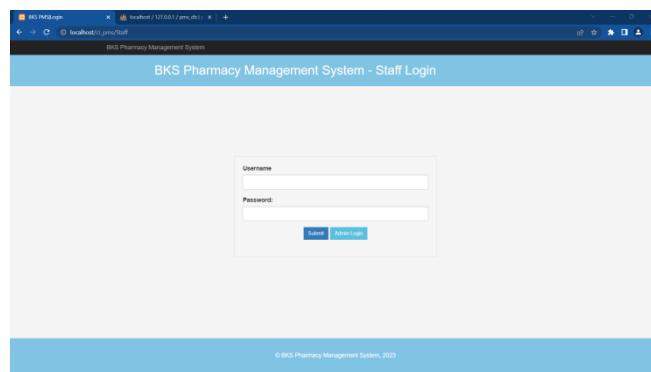 BKS PMS|Login
localhost / 127.0.0.1 / pms_db |
localhost/ci_pms/Staff
BKS Pharmacy Management System
BKS Pharmacy Management System - Staff Login
Username
Password:
Submit Admin Login
© BKS Pharmacy Management System, 2023